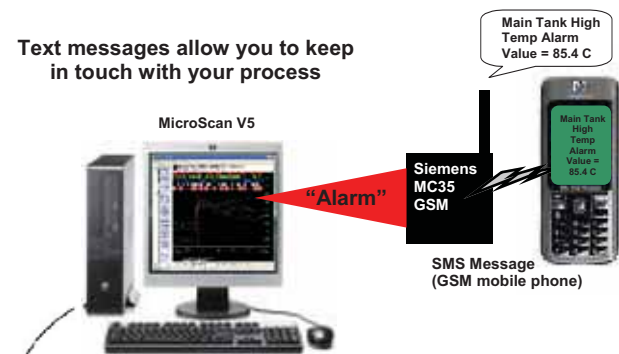 Text messages allow you to keep
in touch with your process
MicroScan V5
"Alarm"
Siemens
MC35
GSM
SMS Message
(GSM mobile phone)
Main Tank High
Temp Alarm
Value = 85.4 C
Main Tank
High
Temp
Alarm
Value =
85.4 C